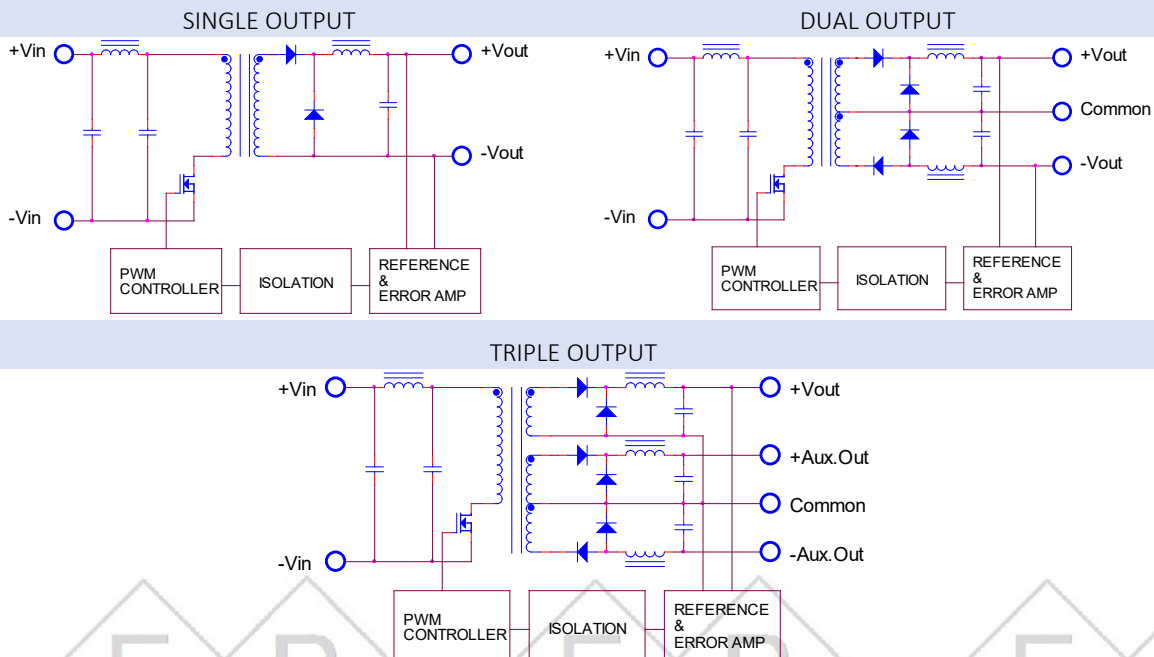 SINGLE OUTPUT
DUAL OUTPUT
+Vin
+Vout
-Vout
-Vin
PWM
CONTROLLER
ISOLATION
REFERENCE
&
ERROR AMP
+Vin
+Vout
Common
-Vout
-Vin
PWM
CONTROLLER
ISOLATION
REFERENCE
&
ERROR AMP
TRIPLE OUTPUT
+Vin
+Vout
+Aux.Out
Common
-Aux.Out
-Vin
PWM
CONTROLLER
ISOLATION
REFERENCE
&
ERROR AMP